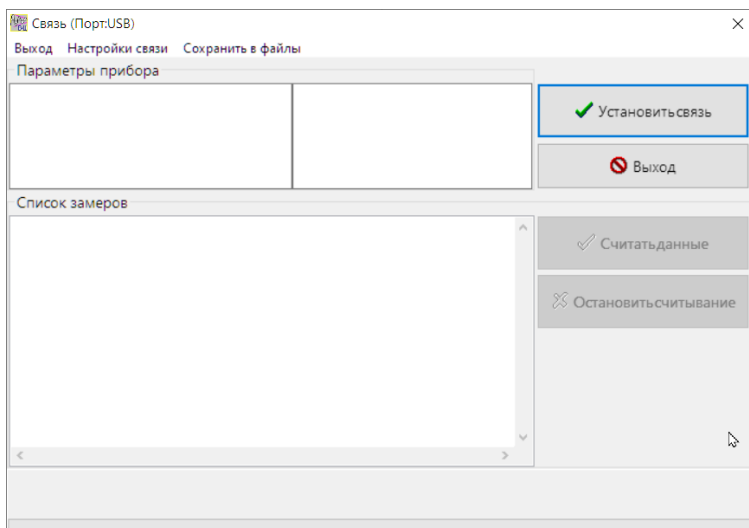 Связь (Порт:USB)
Выход Настройки связи Сохранить в файлы
Параметры прибора
Установитьсвязь
Выход
Список замеров
Считатьданные
Остановитьсчитывание